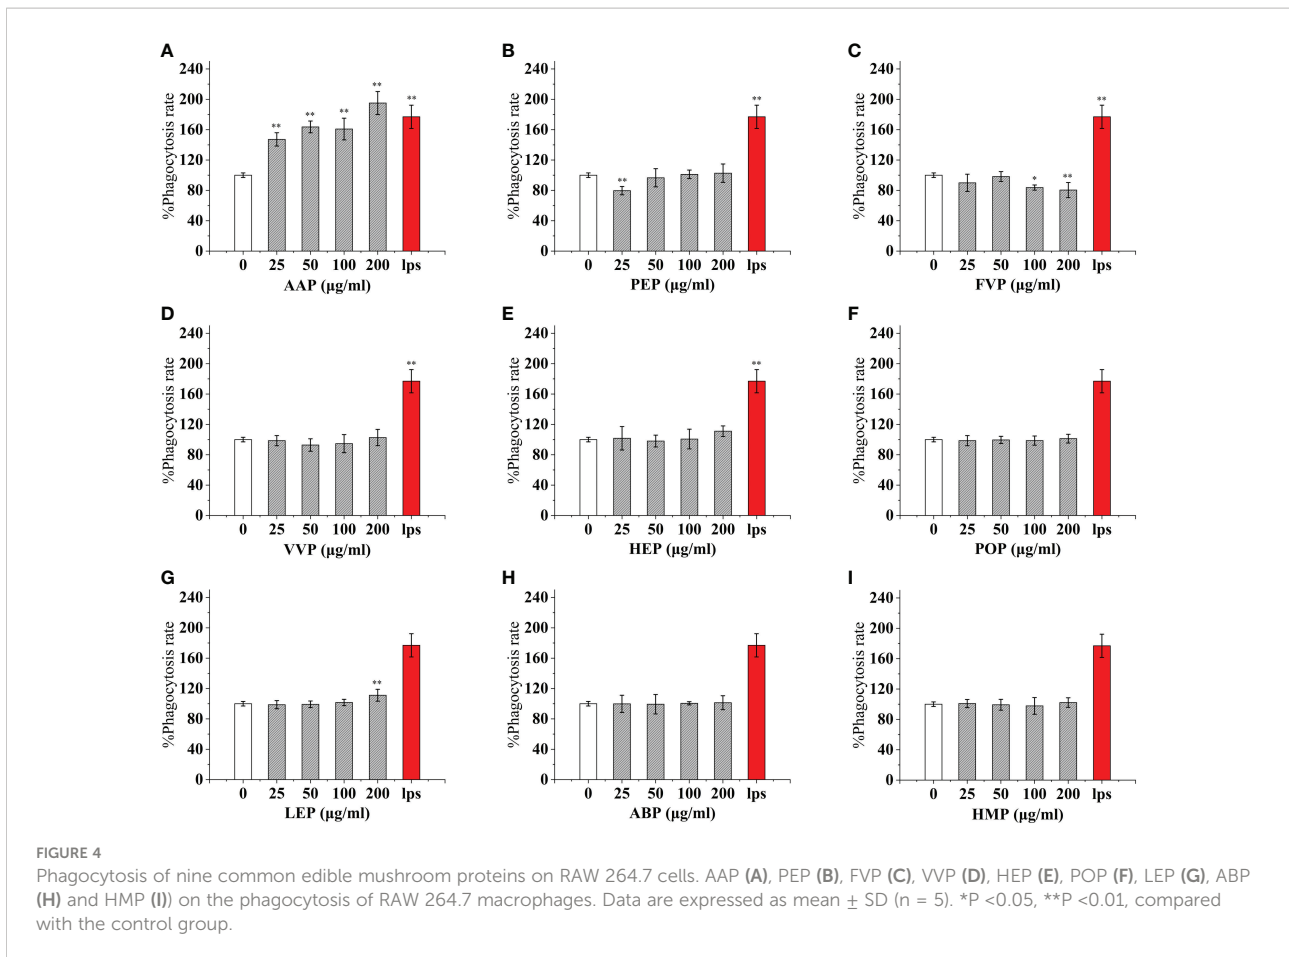 A
%Phagocytosis rate
240
200
160
120
80
40
0
**
**
**
**
**
0 25 50 100 200 lps
AAP (μg/ml)
B
%Phagocytosis rate
240
200
160
120
80
40
0
**
**
0 25 50 100 200 lps
PEP (μg/ml)
C
%Phagocytosis rate
240
200
160
120
80
40
0
*
**
**
0 25 50 100 200 lps
FVP (μg/ml)
D
%Phagocytosis rate
240
200
160
120
80
40
0
**
0 25 50 100 200 lps
VVP (μg/ml)
E
%Phagocytosis rate
240
200
160
120
80
40
0
**
0 25 50 100 200 lps
HEP (μg/ml)
F
%Phagocytosis rate
240
200
160
120
80
40
0
0 25 50 100 200 lps
POP (μg/ml)
G
%Phagocytosis rate
240
200
160
120
80
40
0
**
0 25 50 100 200 lps
LEP (μg/ml)
H
%Phagocytosis rate
240
200
160
120
80
40
0
0 25 50 100 200 lps
ABP (μg/ml)
I
%Phagocytosis rate
240
200
160
120
80
40
0
0 25 50 100 200 lps
HMP (μg/ml)
FIGURE 4
Phagocytosis of nine common edible mushroom proteins on RAW 264.7 cells. AAP (A), PEP (B), FVP (C), VVP (D), HEP (E), POP (F), LEP (G), ABP
(H) and HMP (I)) on the phagocytosis of RAW 264.7 macrophages. Data are expressed as mean ± SD (n = 5). *P <0.05, **P <0.01, compared
with the control group.